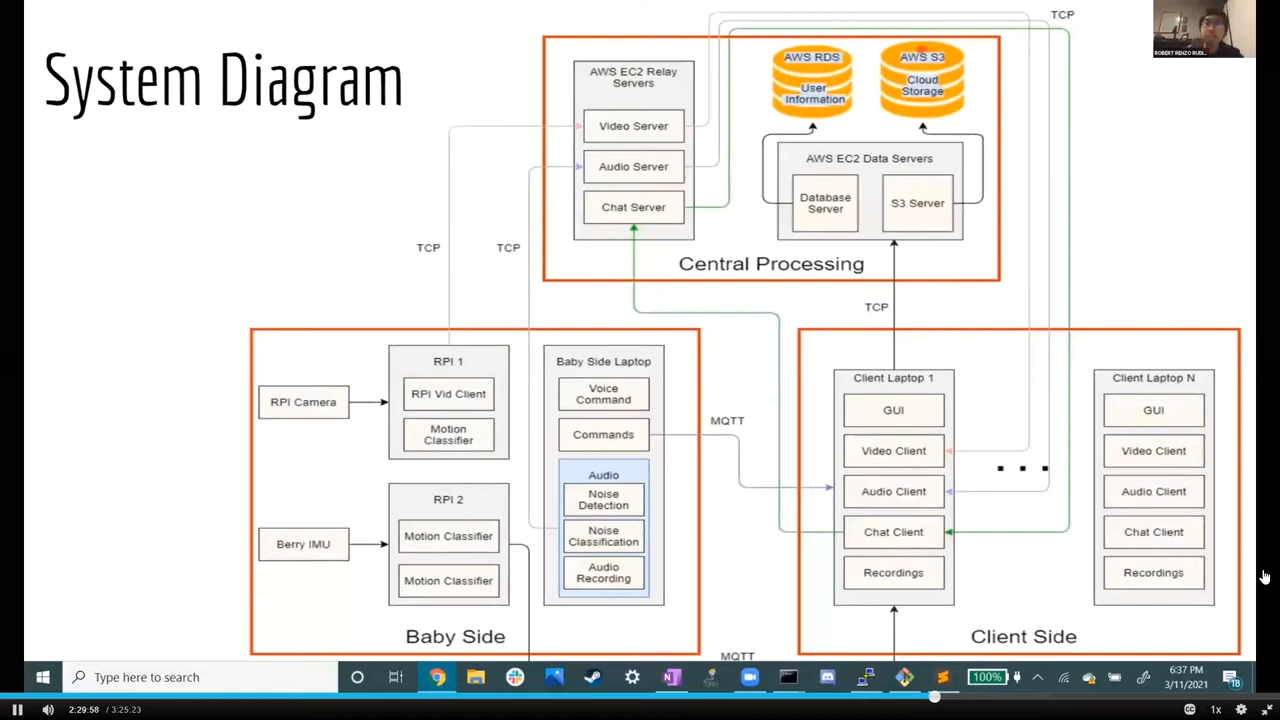 System Diagram
TCP
ROBERT RENZO RUDI...
AWS EC2 Relay
Servers
Video Server
Audio Server
Chat Server
AWS RDS
User
Information
AWS S3
Cloud
Storage
AWS EC2 Data Servers
Database
Server
S3 Server
Central Processing
TCP
TCP
TCP
RPI Camera
RPI 1
RPI Vid Client
Motion
Classifier
Berry IMU
RPI 2
Motion Classifier
Motion Classifier
Baby Side Laptop
Voice
Command
Commands
Audio
Noise
Detection
Noise
Classification
Audio
Recording
Baby Side
MQTT
Client Laptop 1
GUI
Video Client
Audio Client
Chat Client
Recordings
. . .
Client Laptop N
GUI
Video Client
Audio Client
Chat Client
Recordings
Client Side
MQTT
Type here to search
100%
6:37 PM
3/11/2021
18
2:29:58 / 3:25:23
1x